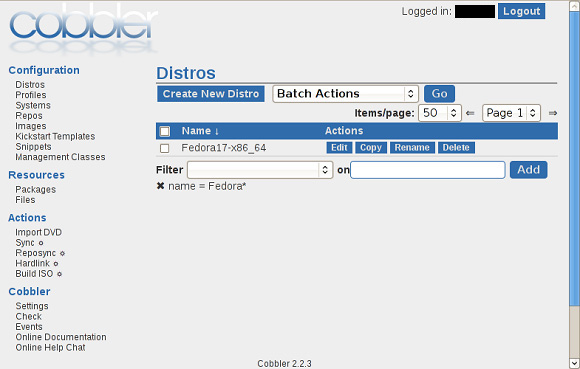 cobbler
Logged in:
Logout
Configuration
Distros
Profiles
Systems
Repos
Images
Kickstart Templates
Snippets
Management Classes
Resources
Packages
Files
Actions
Import DVD
Sync
Reposync
Hardlink
Build ISO
Cobbler
Settings
Check
Events
Online Documentation
Online Help Chat
Distros
Create New Distro Batch Actions Go
Items/page: 50 ⇐ Page 1 ⇒
Name ↓ Actions
Fedora17-x86_64 Edit Copy Rename Delete
Filter on Add
✖ name = Fedora*
Cobbler 2.2.3